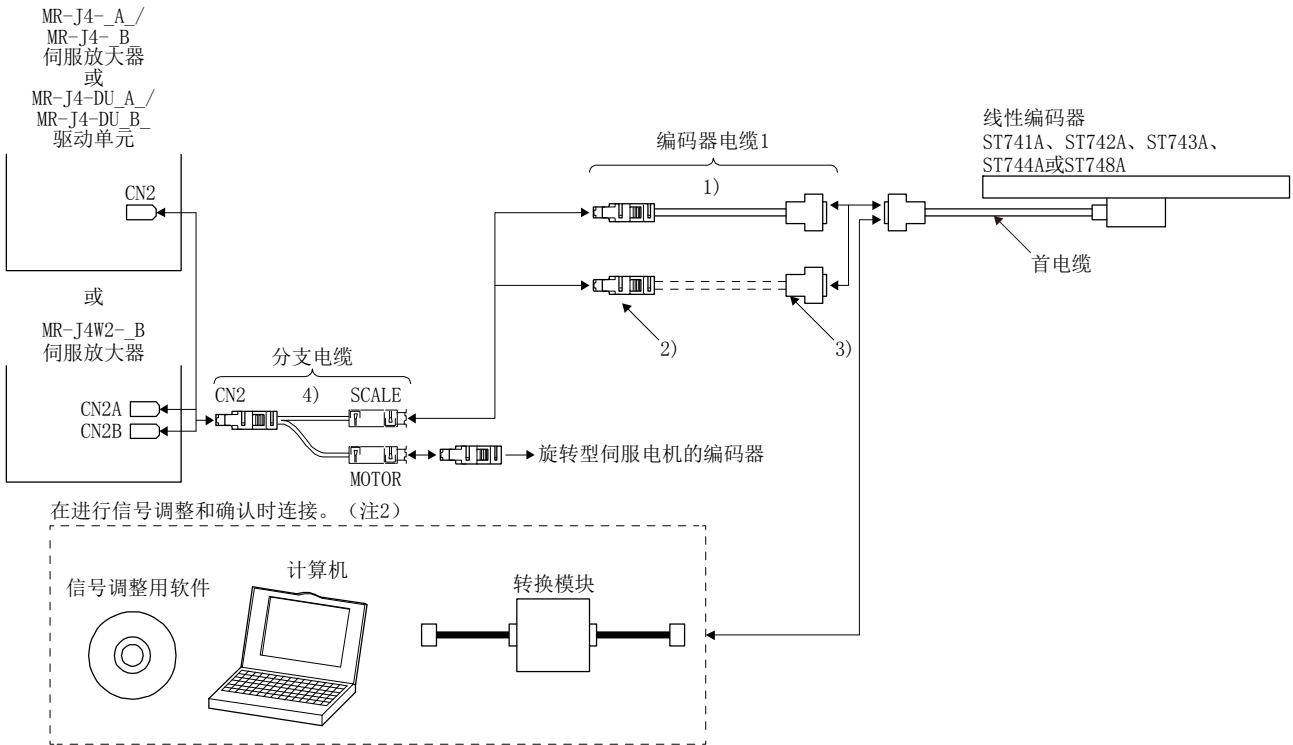 MR-J4-_A_/
MR-J4-_B_
伺服放大器
或
MR-J4-DU_A_/
MR-J4-DU_B_
驱动单元
CN2
或
MR-J4W2-_B
伺服放大器
CN2A
CN2B
分支电缆
CN2
4)
SCALE
MOTOR
旋转型伺服电机的编码器
编码器电缆1
1)
2)
3)
线性编码器
ST741A、ST742A、ST743A、
ST744A或ST748A
首电缆
在进行信号调整和确认时连接。（注2）
信号调整用软件
计算机
转换模块